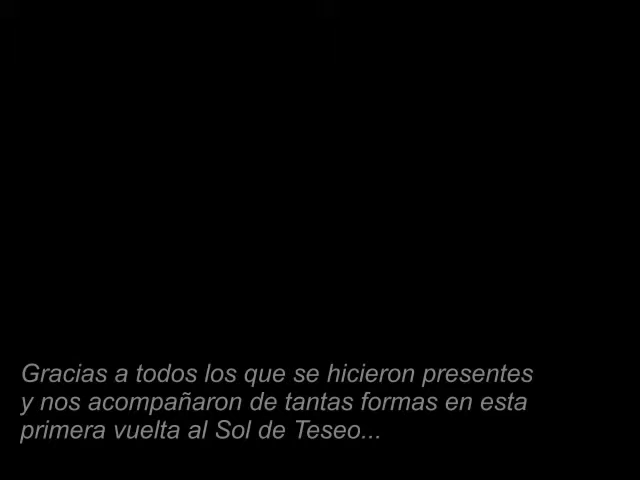 Gracias a todos los que se hicieron presentes
y nos acompañaron de tantas formas en esta
primera vuelta al Sol de Teseo...